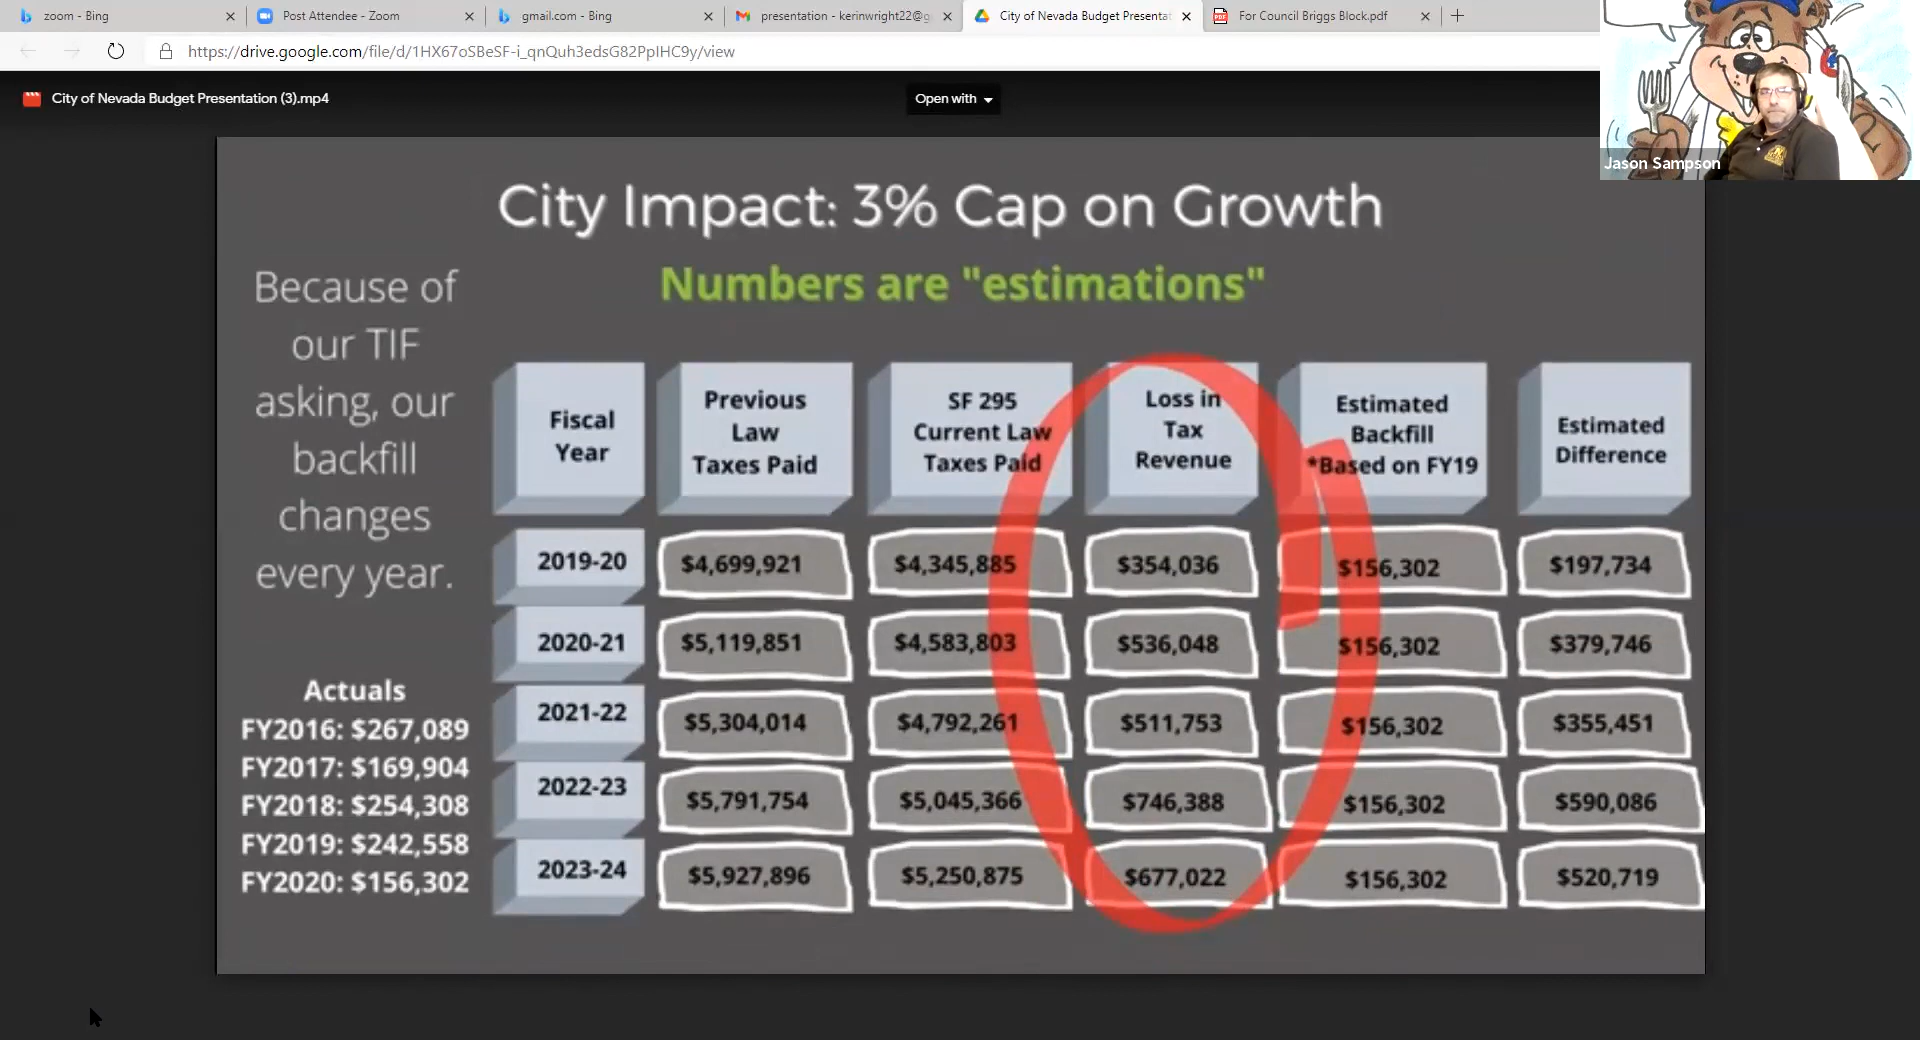 zoom - Bing
Post Attendee - Zoom
gmail.com - Bing
presentation - kerinwright22@g
City of Nevada Budget Presentat
For Council Briggs Block.pdf
https://drive.google.com/file/d/1HX67oSBeSF-i_qnQuh3edsG82PpIHC9y/view
City of Nevada Budget Presentation (3).mp4
Open with
Jason Sampson
City Impact: 3% Cap on Growth
Numbers are "estimations"
Because of
our TIF
asking, our
backfill
changes
every year.
Actuals
FY2016: $267,089
FY2017: $169,904
FY2018: $254,308
FY2019: $242,558
FY2020: $156,302
Fiscal
Year
Previous
Law
Taxes Paid
SF 295
Current Law
Taxes Paid
Loss in
Tax
Revenue
Estimated
Backfill
*Based on FY19
Estimated
Difference
2019-20 $4,699,921 $4,345,885 $354,036 $156,302 $197,734
2020-21 $5,119,851 $4,583,803 $536,048 $156,302 $379,746
2021-22 $5,304,014 $4,792,261 $511,753 $156,302 $355,451
2022-23 $5,791,754 $5,045,366 $746,388 $156,302 $590,086
2023-24 $5,927,896 $5,250,875 $677,022 $156,302 $520,719